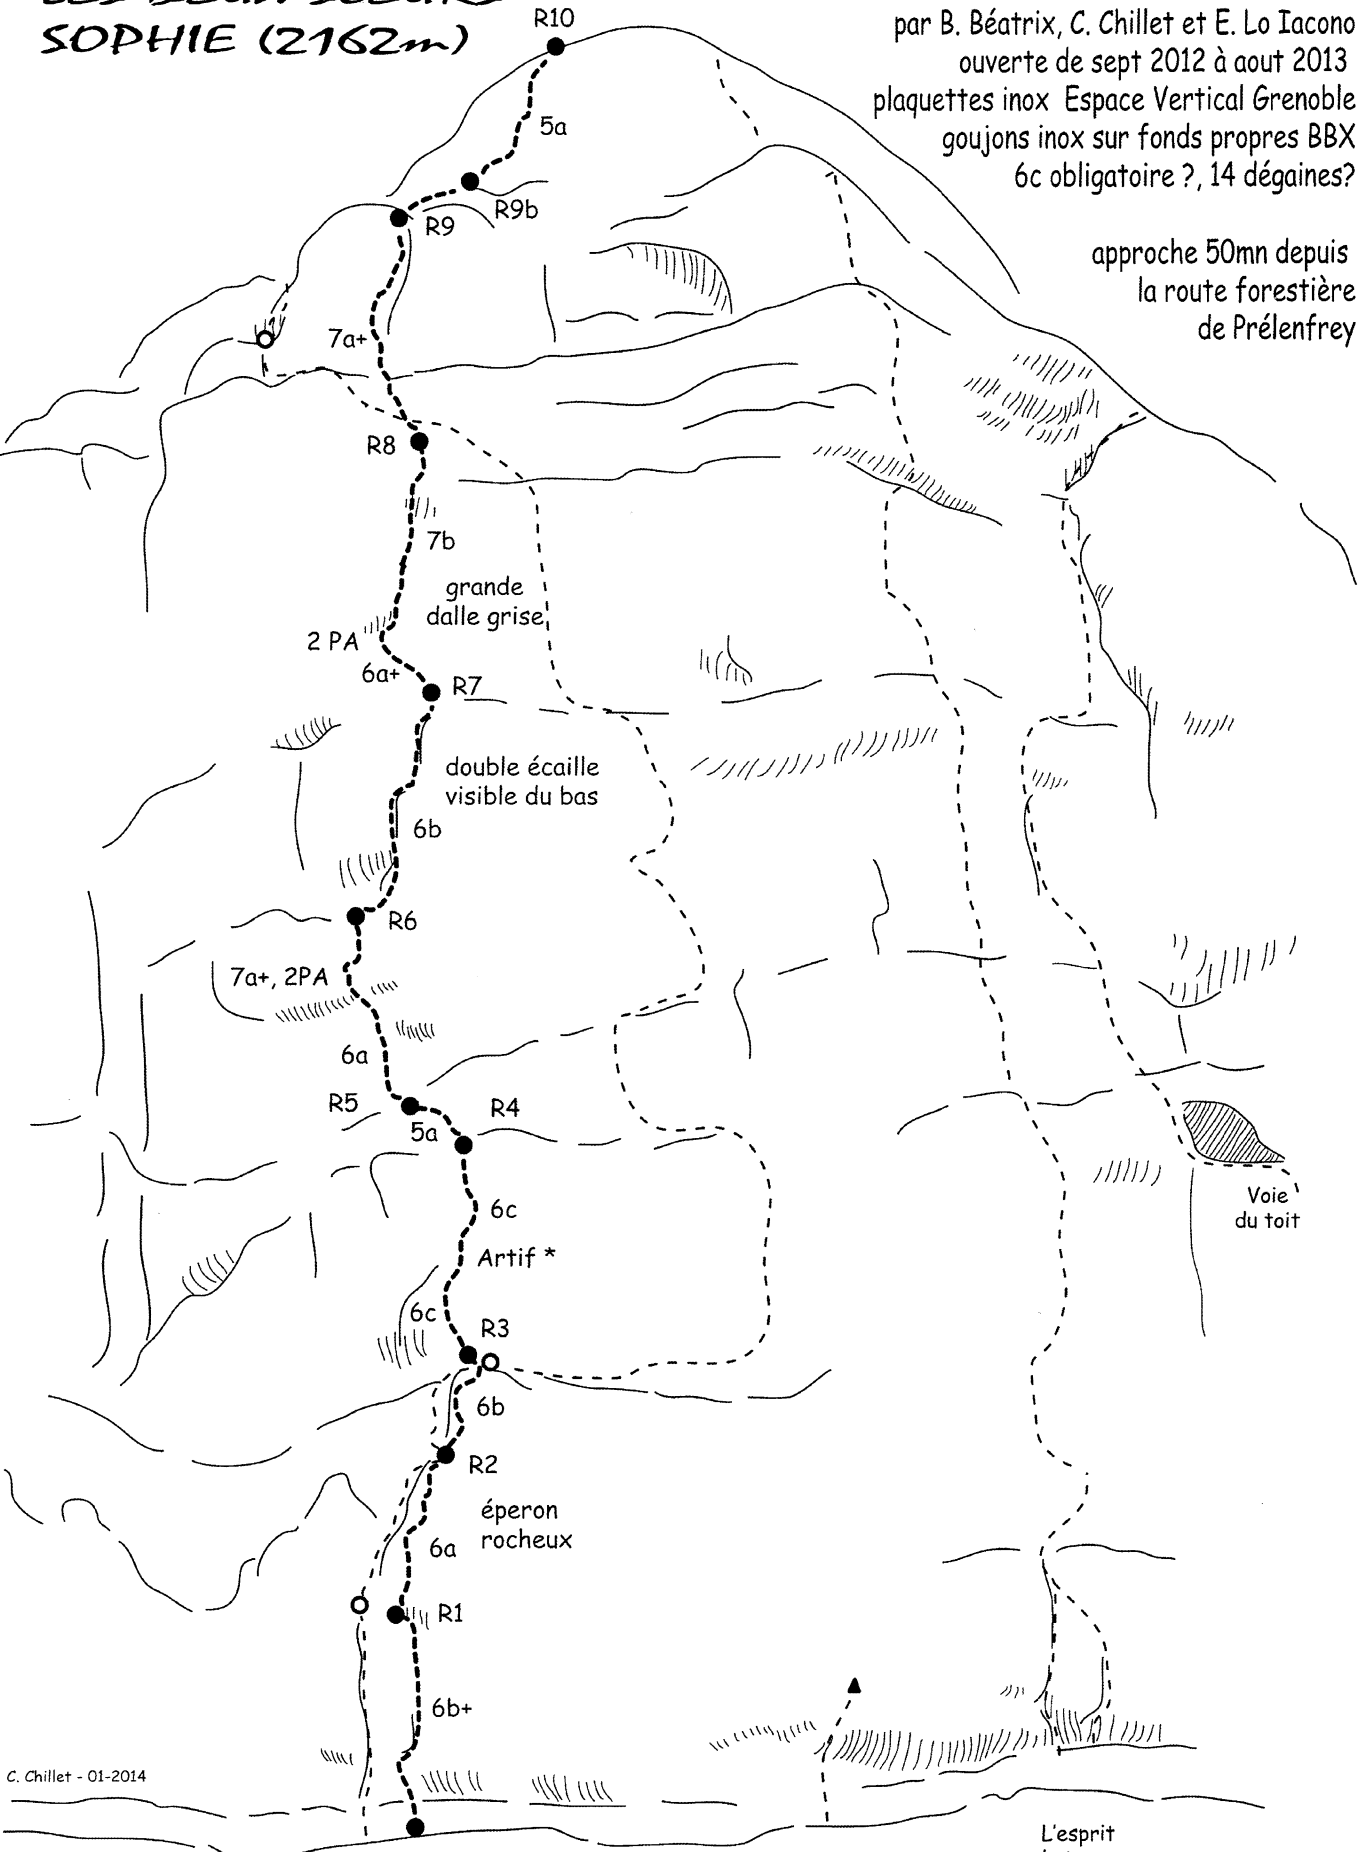 SOPHIE (2162m)
par B. Béatrix, C. Chillet et E. Lo Iacono
ouverte de sept 2012 à aout 2013
plaquettes inox Espace Vertical Grenoble
goujons inox sur fonds propres BBX
6c obligatoire ?, 14 dégaines?
approche 50mn depuis
la route forestière
de Prélenfrey
R10
5a
R9b
R9
7a+
R8
7b
grande
dalle grise
2 PA
6a+
R7
double écaille
visible du bas
6b
R6
7a+, 2PA
6a
R5
R4
5a
Voie
du toit
6c
Artif *
6c
R3
6b
R2
éperon
rocheux
6a
R1
6b+
C. Chillet - 01-2014
L'esprit